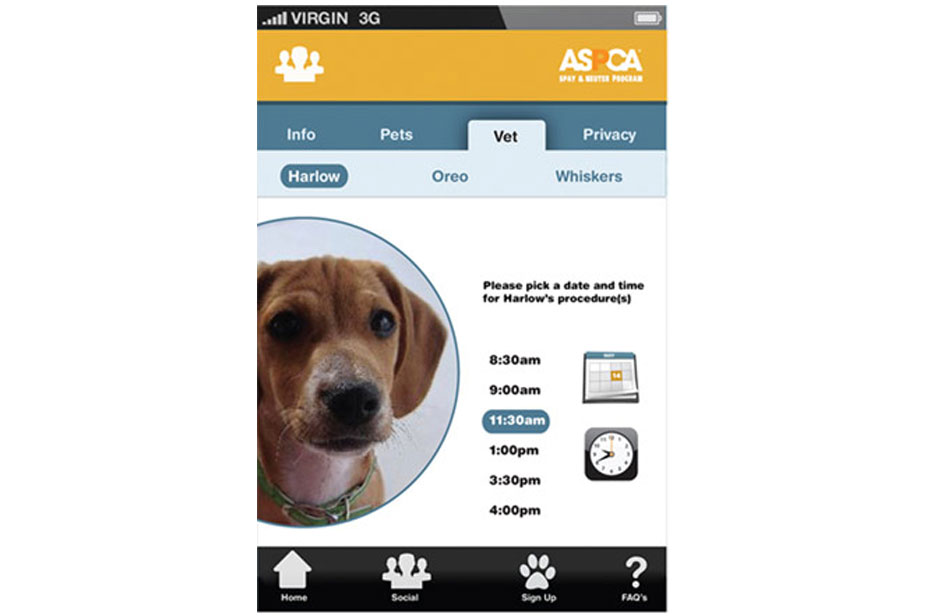 VIRGIN 3G
ASPCA
SPAY & NEUTER PROGRAM
Info Pets Vet Privacy
Harlow Oreo Whiskers
Please pick a date and time
for Harlow's procedure(s)
8:30am
9:00am
11:30am
1:00pm
3:30pm
4:00pm
14
Home Social Sign Up FAQ's